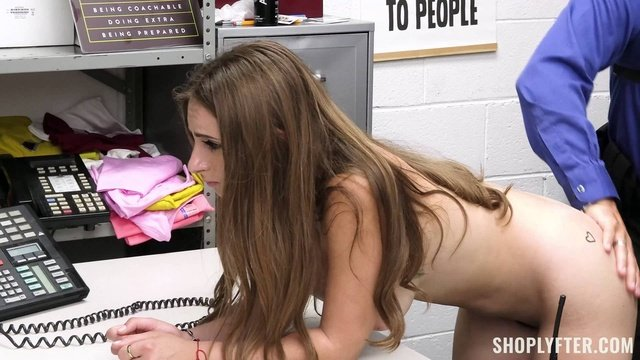 BEING COACHABLE
DOING EXTRA
BEING PREPARED
TO PEOPLE
SHOPLYFTER.COM